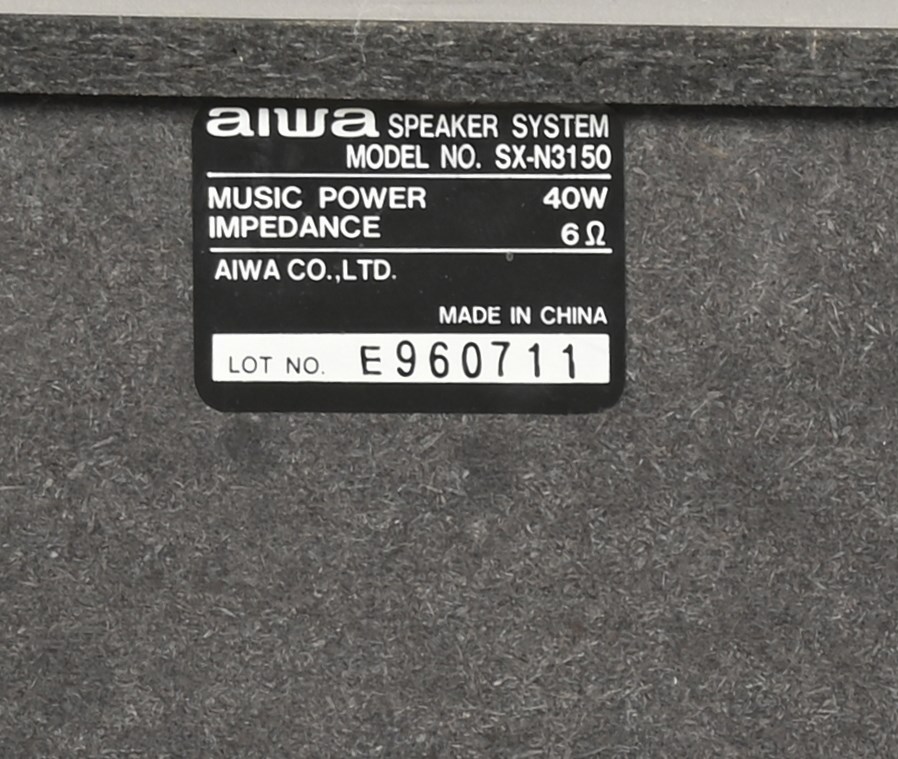 aiwa SPEAKER SYSTEM
MODEL NO. SX-N3150
MUSIC POWER 40W
IMPEDANCE 6Ω
AIWA CO.,LTD.
MADE IN CHINA
LOT NO. E960711